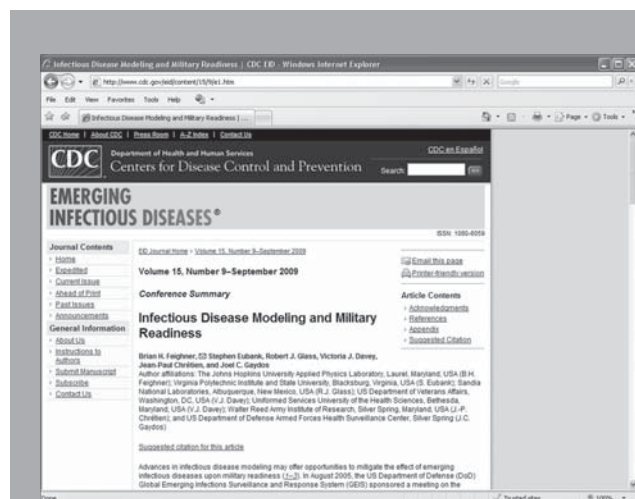 Infectious Disease Modeling and Military Readiness | CDC EID - Windows Internet Explorer
http://www.cdc.gov/eid/content/15/9/e1.htm
Google
File Edit View Favorites Tools Help
Infectious Disease Modeling and Military Readiness | ...
Page Tools
CDC Home | About CDC | Press Room | A-Z Index | Contact Us
CDC en Español
CDC
Department of Health and Human Services
Centers for Disease Control and Prevention
Search:
EMERGING
INFECTIOUS DISEASES®
ISSN: 1080-6059
Journal Contents
Home
Expedited
Current Issue
Ahead of Print
Past Issues
Announcements
General Information
About Us
Instructions to
Authors
Submit Manuscript
Subscribe
Contact Us
EID Journal Home > Volume 15, Number 9–September 2009
Volume 15, Number 9–September 2009
Conference Summary
Infectious Disease Modeling and Military
Readiness
Brian H. Feighner, Stephen Eubank, Robert J. Glass, Victoria J. Davey,
Jean-Paul Chrétien, and Joel C. Gaydos
Author affiliations: The Johns Hopkins University Applied Physics Laboratory, Laurel, Maryland, USA (B.H.
Feighner); Virginia Polytechnic Institute and State University, Blacksburg, Virginia, USA (S. Eubank); Sandia
National Laboratories, Albuquerque, New Mexico, USA (R.J. Glass); US Department of Veterans Affairs,
Washington, DC, USA (V.J. Davey); Uniformed Services University of the Health Sciences, Bethesda,
Maryland, USA (V.J. Davey); Walter Reed Army Institute of Research, Silver Spring, Maryland, USA (J.-P.
Chrétien); and US Department of Defense Armed Forces Health Surveillance Center, Silver Spring (J.C.
Gaydos)
Suggested citation for this article
Advances in infectious disease modeling may offer opportunities to mitigate the effect of emerging
infectious diseases upon military readiness (1–3). In August 2005, the US Department of Defense (DoD)
Global Emerging Infections Surveillance and Response System (GEIS) sponsored a meeting on the
Email this page
Printer-friendly version
Article Contents
Acknowledgments
References
Appendix
Suggested Citation
Done
Trusted sites
100%